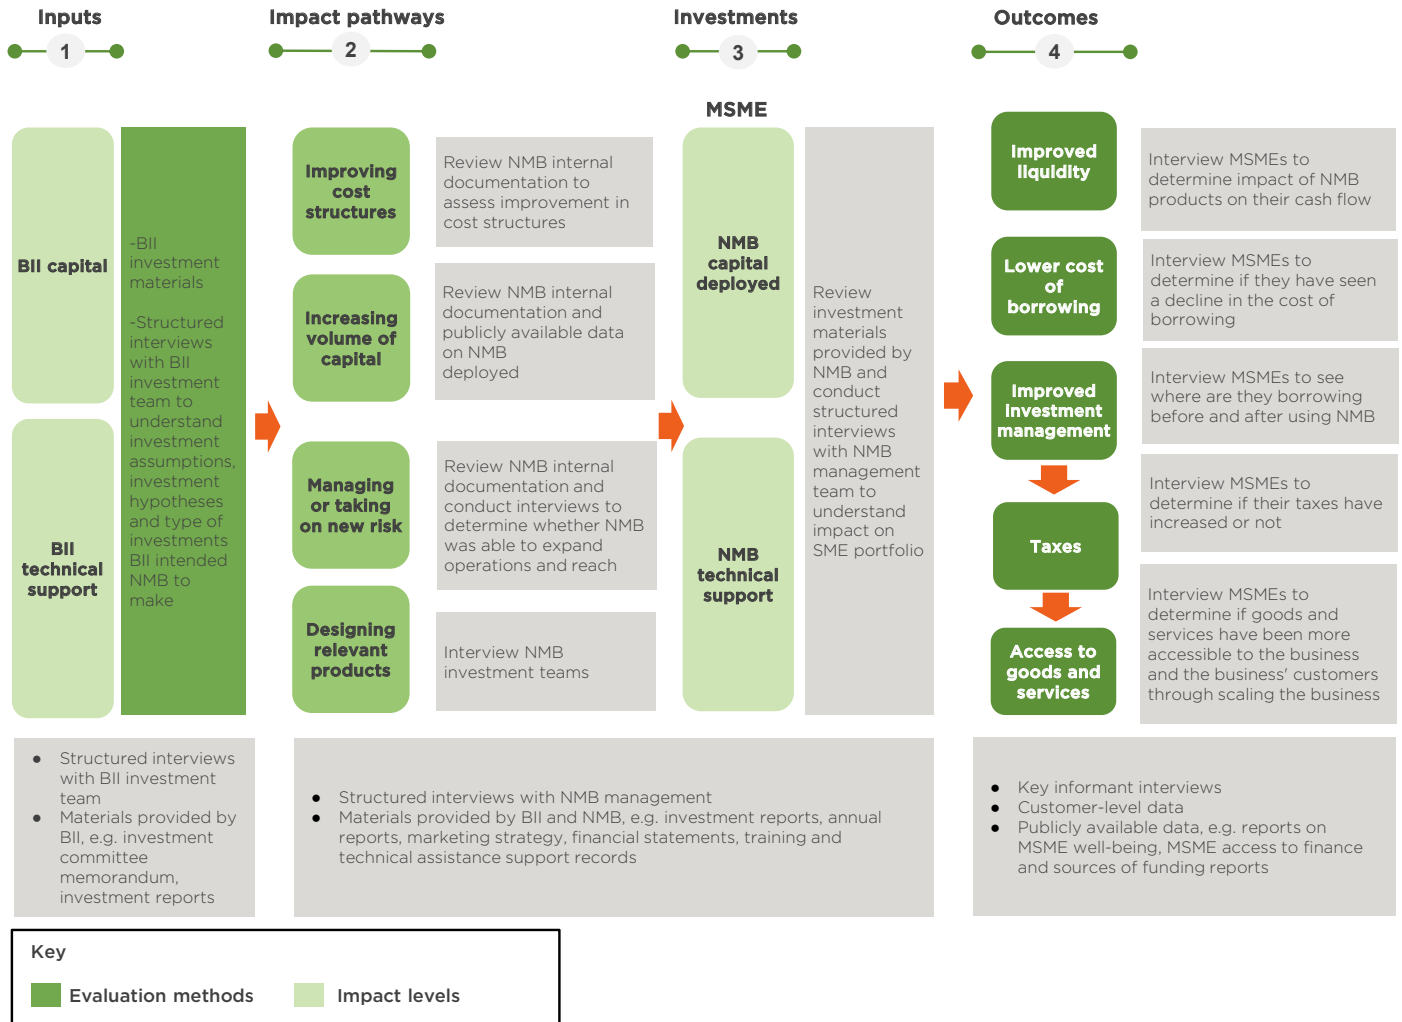 Inputs
1
Impact pathways
2
Investments
3
Outcomes
4
BII capital
BII
technical
support
-BII
investment
materials
-Structured
interviews
with BII
investment
team to
understand
investment
assumptions,
investment
hypotheses
and type of
investments
BII intended
NMB to
make
Improving
cost
structures
Review NMB internal
documentation to
assess improvement in
cost structures
Increasing
volume of
capital
Review NMB internal
documentation and
publicly available data
on NMB
deployed
Managing
or taking
on new risk
Review NMB internal
documentation and
conduct interviews to
determine whether NMB
was able to expand
operations and reach
Designing
relevant
products
Interview NMB
investment teams
MSME
NMB
capital
deployed
NMB
technical
support
Review
investment
materials
provided by
NMB and
conduct
structured
interviews
with NMB
management
team to
understand
impact on
SME portfolio
Improved
liquidity
Interview MSMEs to
determine impact of NMB
products on their cash flow
Lower cost
of
borrowing
Interview MSMEs to
determine if they have seen
a decline in the cost of
borrowing
Improved
Investment
management
Interview MSMEs to see
where are they borrowing
before and after using NMB
Taxes
Interview MSMEs to
determine if their taxes have
increased or not
Access to
goods and
services
Interview MSMEs to
determine if goods and
services have been more
accessible to the business
and the business' customers
through scaling the business
● Structured interviews
with BII investment
team
● Materials provided by
BII, e.g. investment
committee
memorandum,
investment reports
● Structured interviews with NMB management
● Materials provided by BII and NMB, e.g. investment reports, annual
reports, marketing strategy, financial statements, training and
technical assistance support records
● Key informant interviews
● Customer-level data
● Publicly available data, e.g. reports on
MSME well-being, MSME access to finance
and sources of funding reports
Key
Evaluation methods
Impact levels